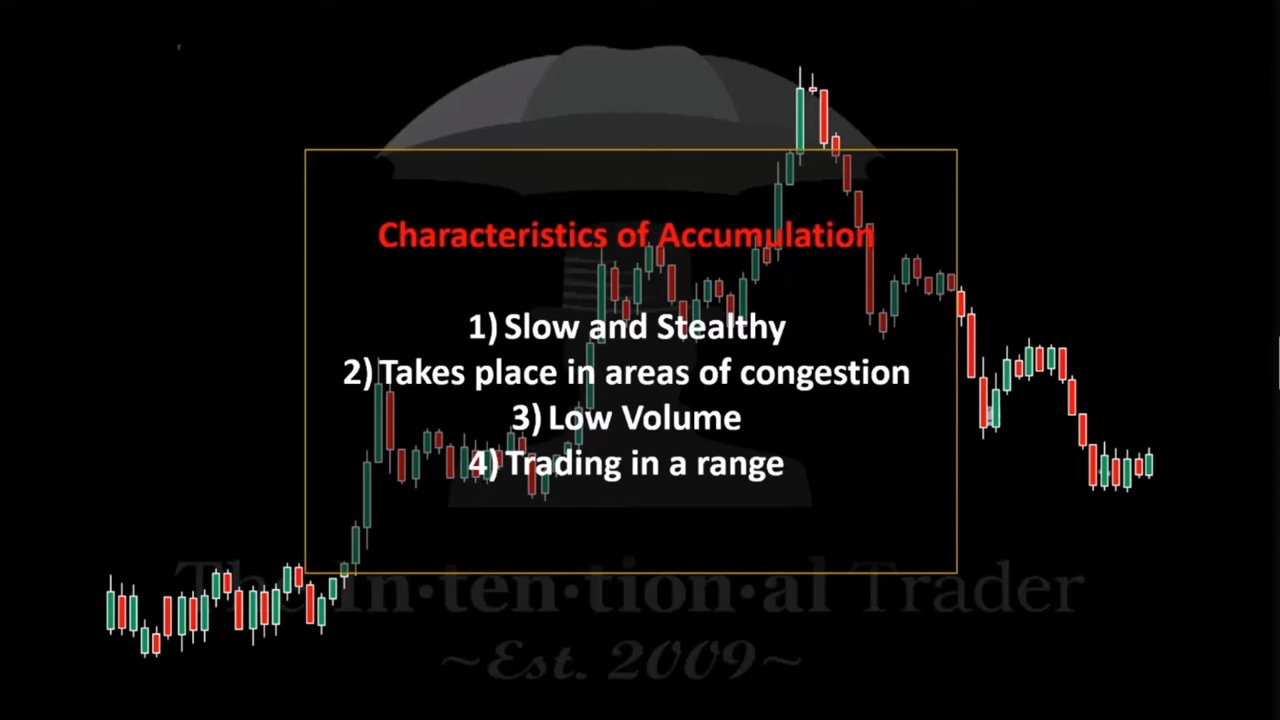 Characteristics of Accumulation
1) Slow and Stealthy
2) Takes place in areas of congestion
3) Low Volume
4) Trading in a range
The In·ten·tion·al Trader
~Est. 2009~